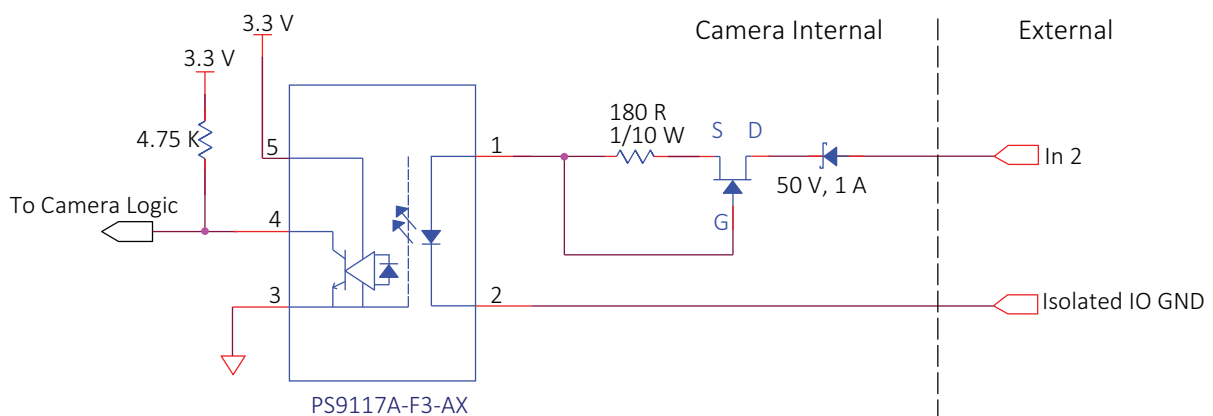 Camera Internal
External
3.3 V
3.3 V
4.75 K
180 R
1/10 W
S
D
G
50 V, 1 A
In 2
5
1
To Camera Logic
4
3
2
Isolated IO GND
PS9117A-F3-AX